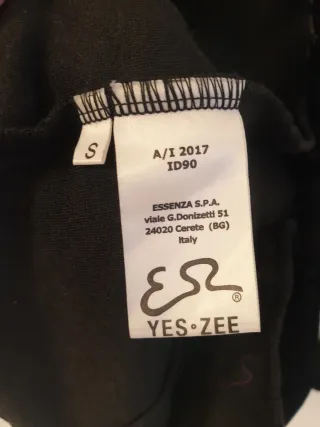 S
A/I 2017
ID90
ESSENZA S.P.A.
viale G.Donizetti 51
24020 Cerete (BG)
Italy
®
YES•ZEE